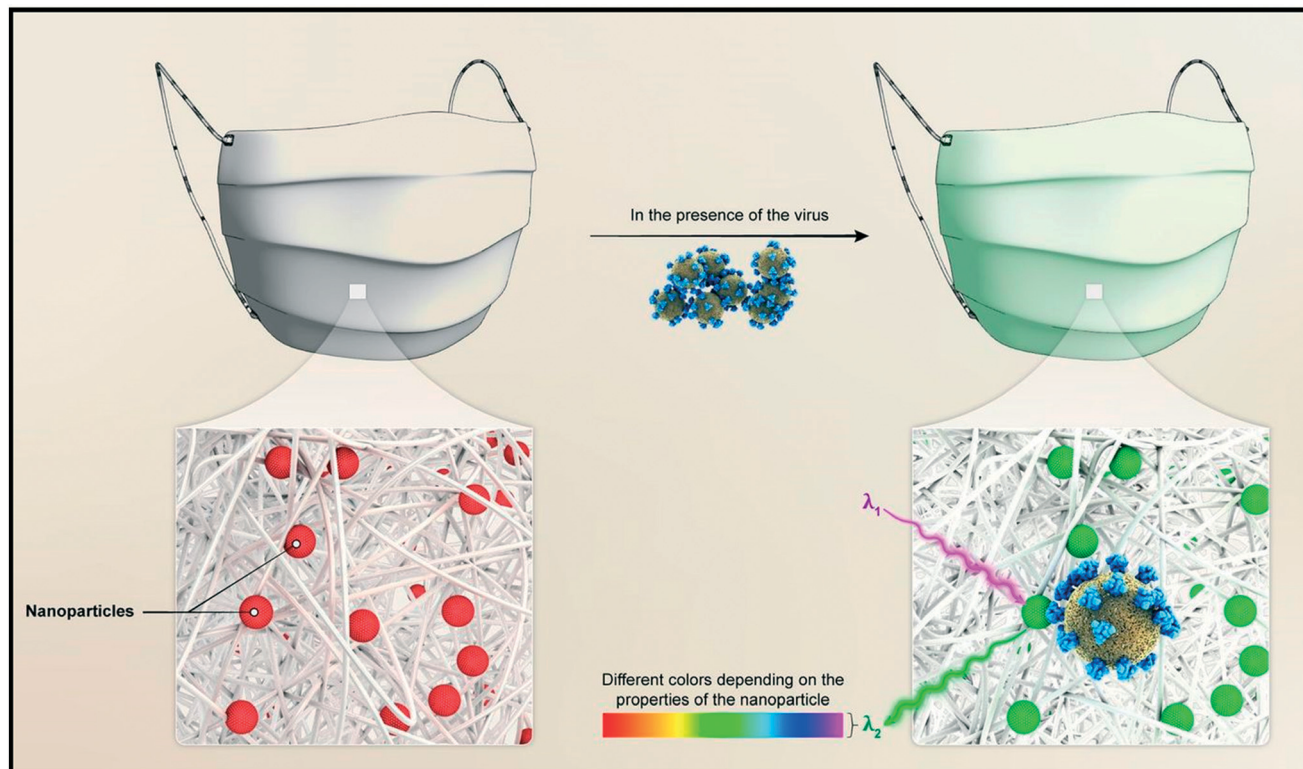 In the presence of the virus
λ1
Nanoparticles
Different colors depending on the
properties of the nanoparticle
λ2